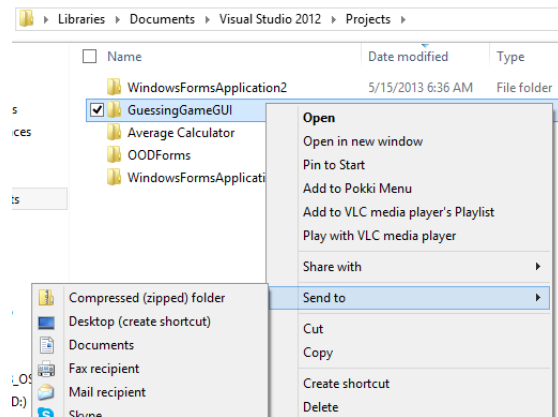 Libraries ▸ Documents ▸ Visual Studio 2012 ▸ Projects ▸
Name Date modified Type
WindowsFormsApplication2 5/15/2013 6:36 AM File folder
GuessingGameGUI
Average Calculator
OODForms
WindowsFormsApplicati
Open
Open in new window
Pin to Start
Add to Pokki Menu
Add to VLC media player's Playlist
Play with VLC media player
Share with
Send to
Cut
Copy
Create shortcut
Delete
Compressed (zipped) folder
Desktop (create shortcut)
Documents
Fax recipient
Mail recipient
Skype
s
ces
ts
_OS
D:)